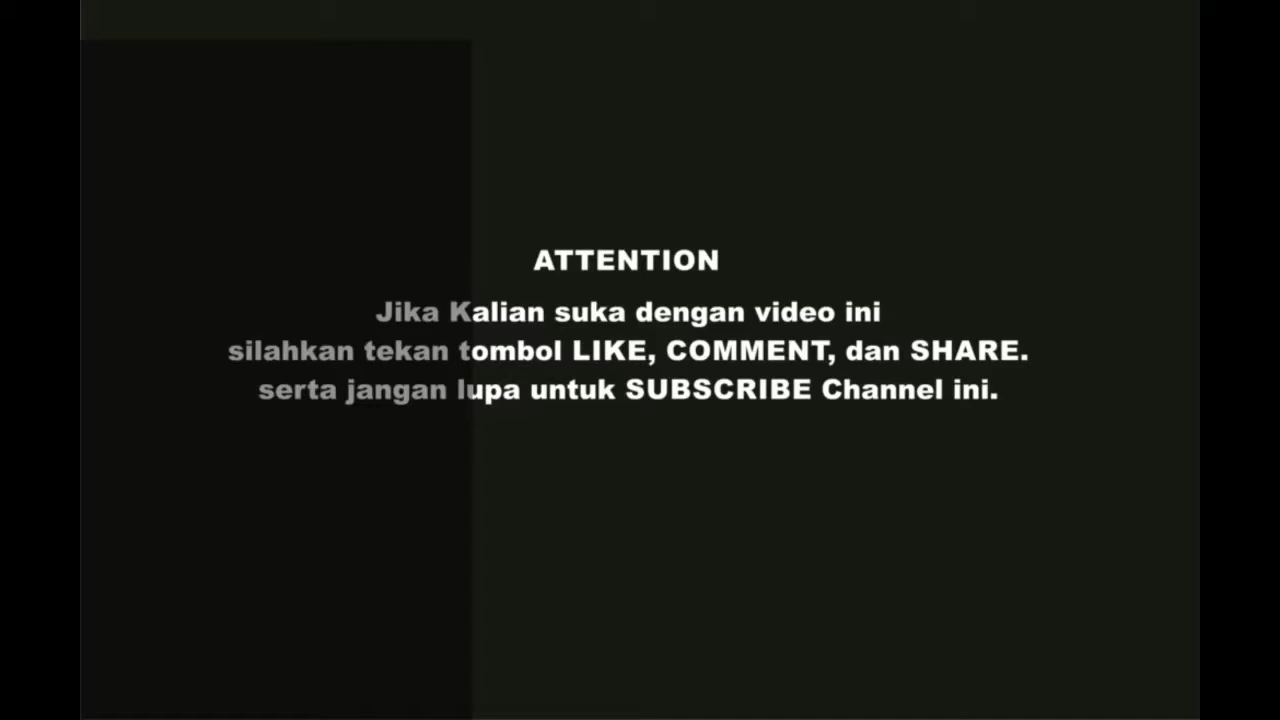 ATTENTION
Jika Kalian suka dengan video ini
silahkan tekan tombol LIKE, COMMENT, dan SHARE.
serta jangan lupa untuk SUBSCRIBE Channel ini.